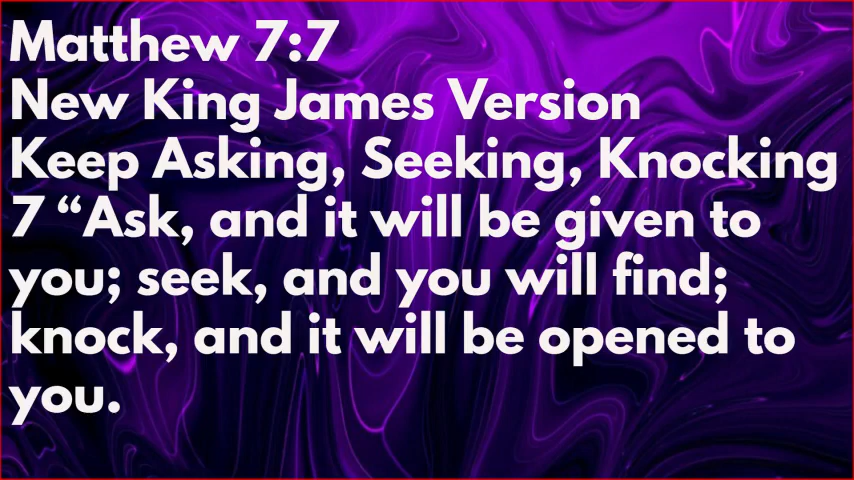 Matthew 7:7
New King James Version
Keep Asking, Seeking, Knocking
7 “Ask, and it will be given to
you; seek, and you will find;
knock, and it will be opened to
you.